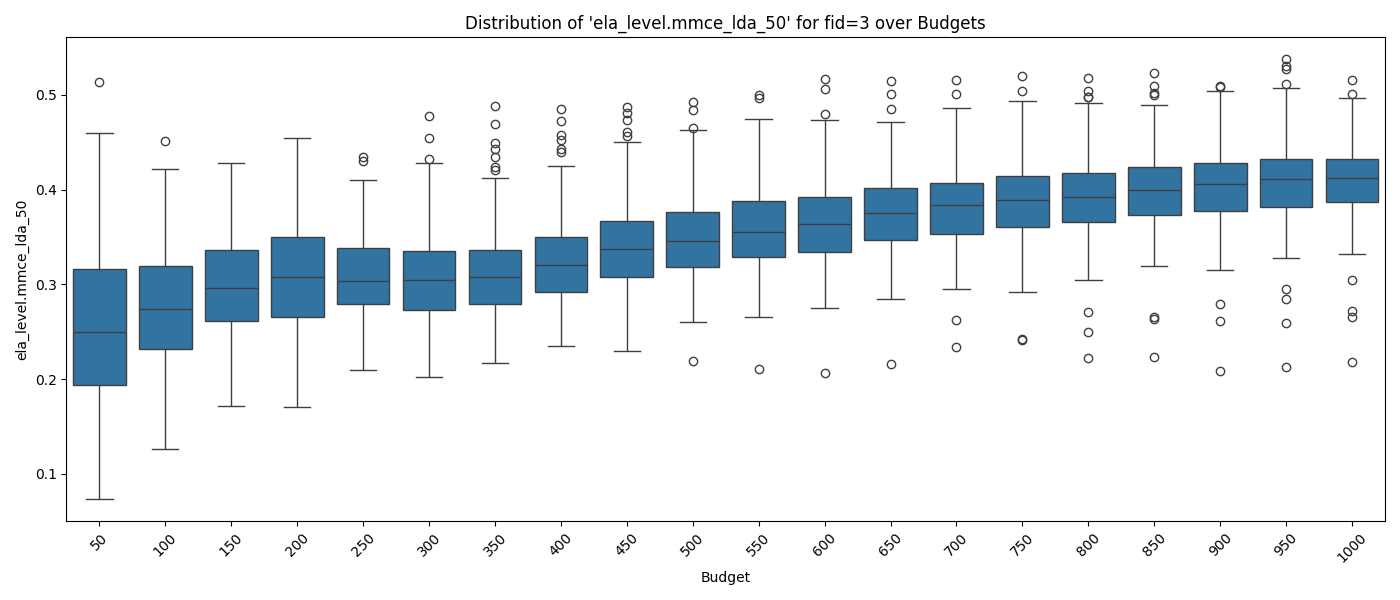 Distribution of 'ela_level.mmce_lda_50' for fid=3 over Budgets
ela_level.mmce_lda_50
0.5
0.4
0.3
0.2
0.1
50 100 150 200 250 300 350 400 450 500 550 600 650 700 750 800 850 900 950 1000
Budget